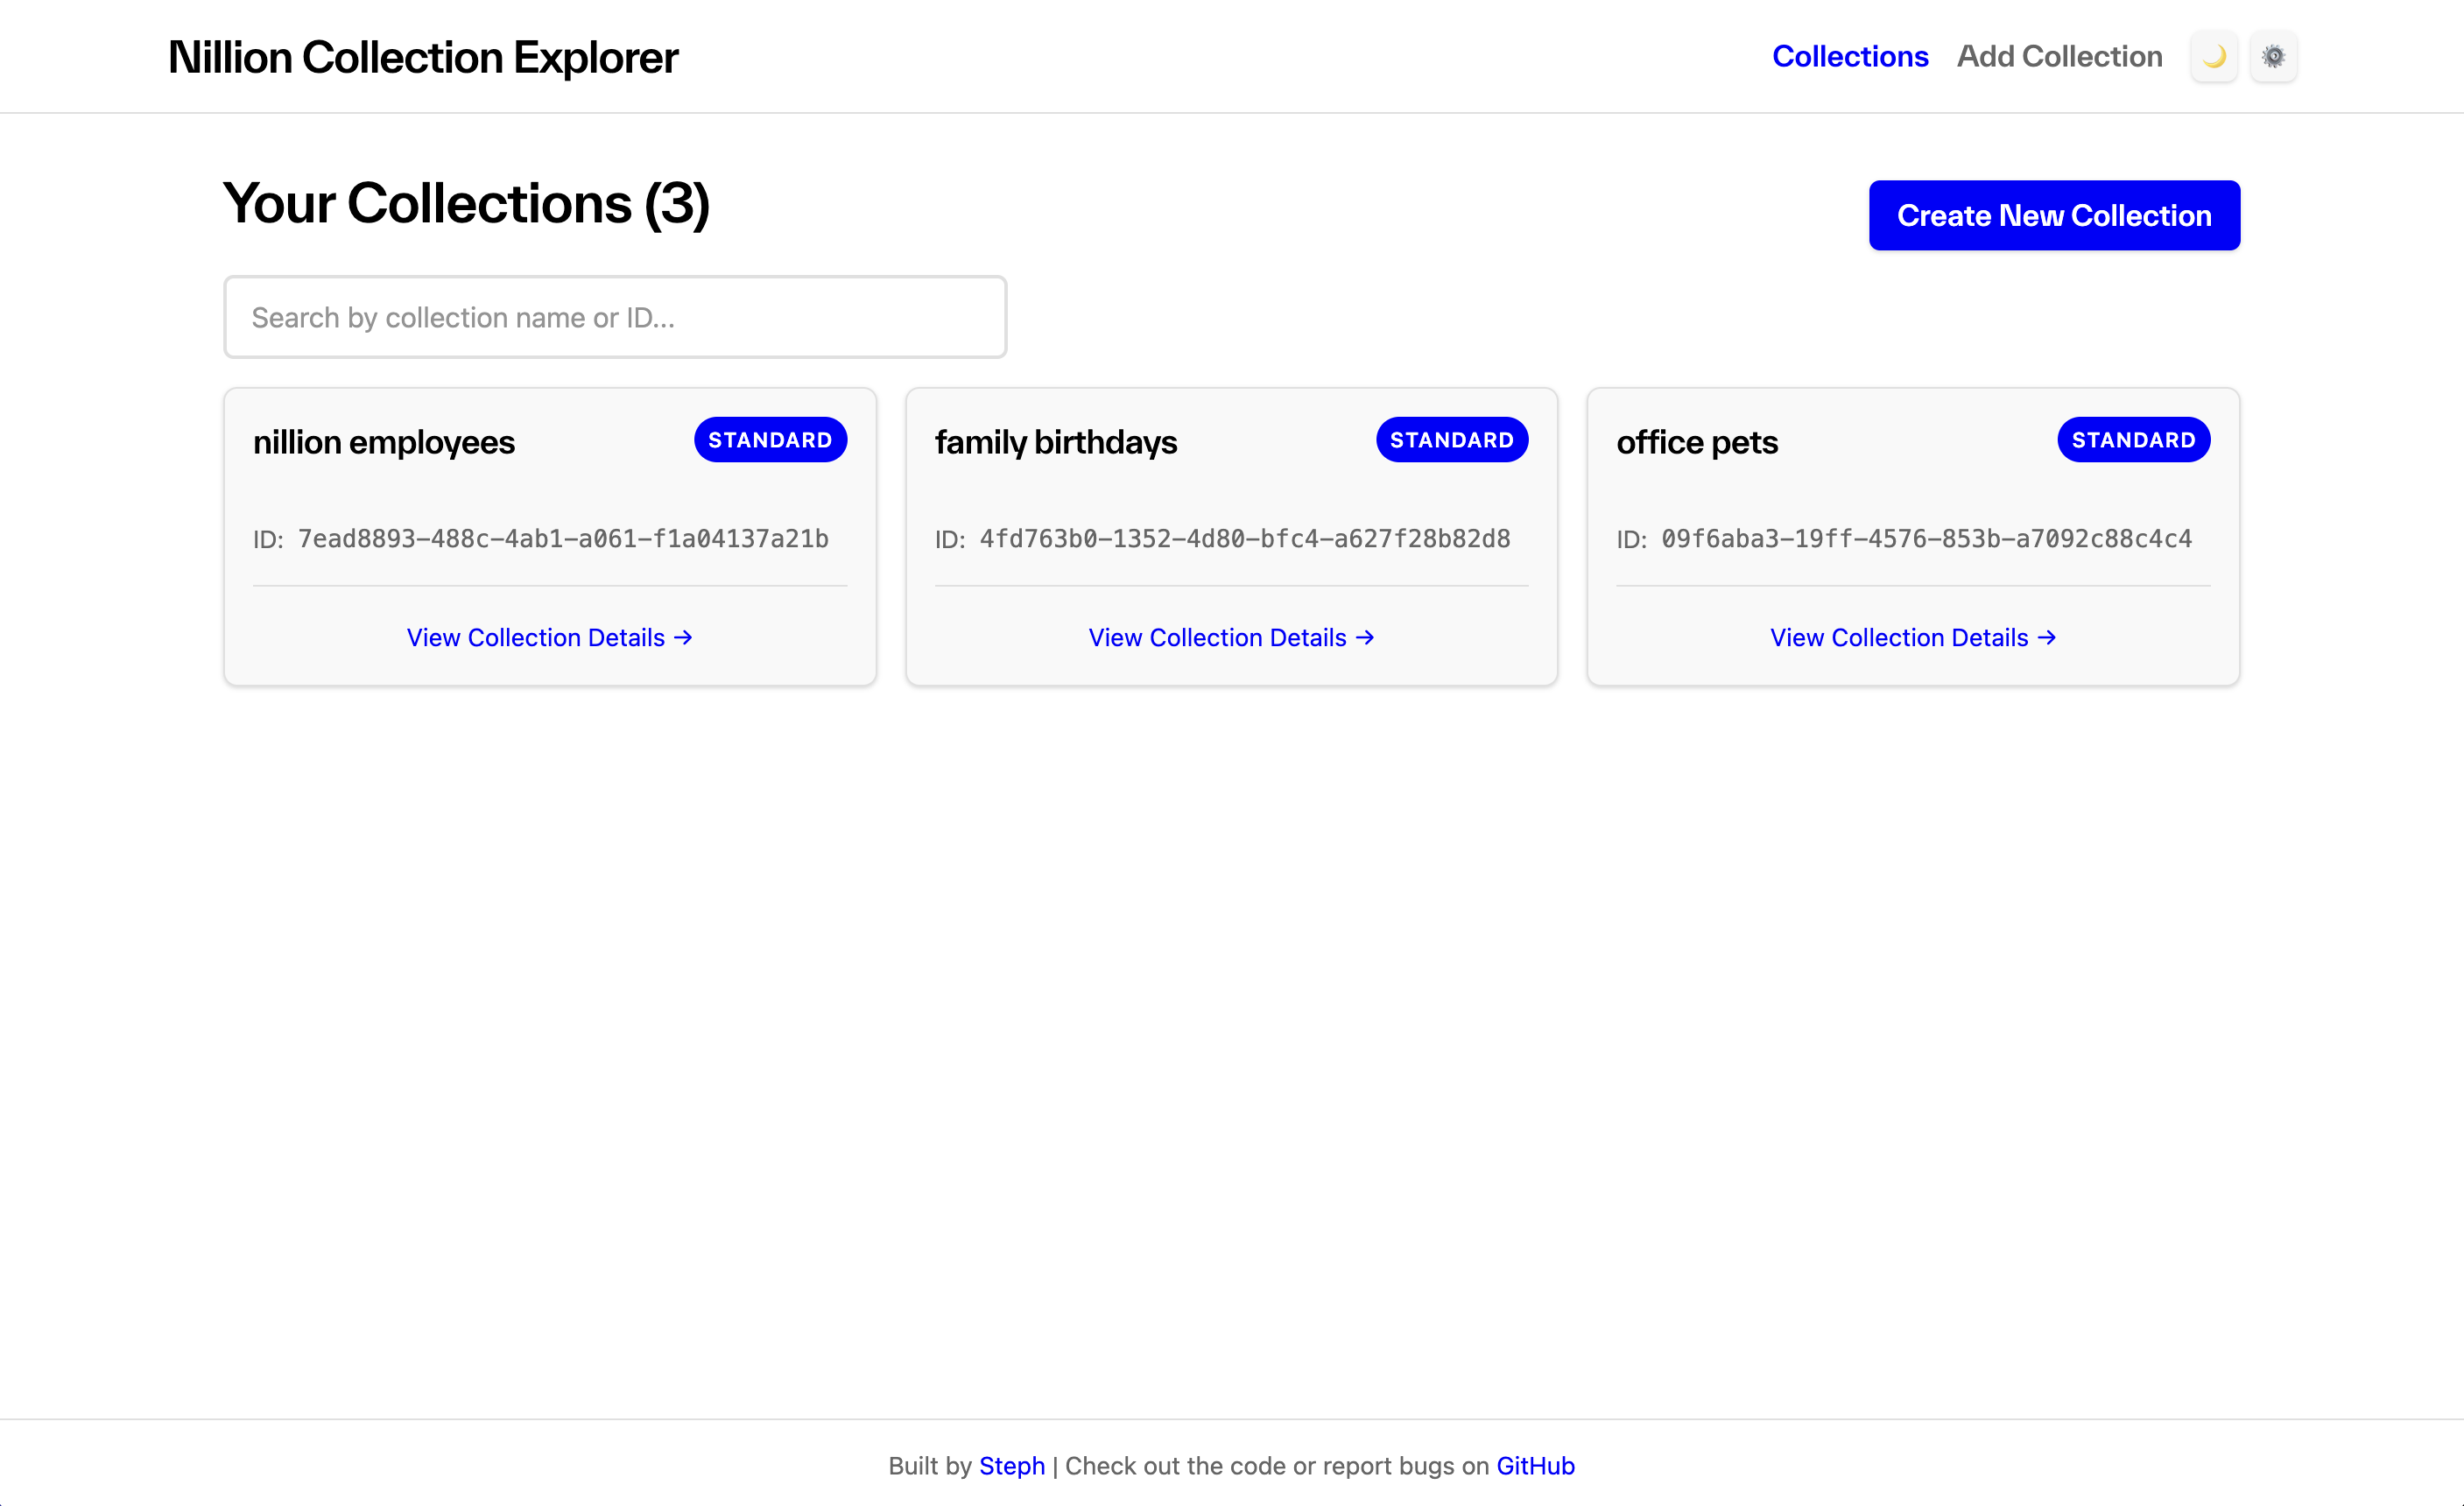 Nillion Collection Explorer
Collections
Add Collection
Your Collections (3)
Create New Collection
Search by collection name or ID...
nillion employees
STANDARD
ID: 7ead8893-488c-4ab1-a061-f1a04137a21b
View Collection Details →
family birthdays
STANDARD
ID: 4fd763b0-1352-4d80-bfc4-a627f28b82d8
View Collection Details →
office pets
STANDARD
ID: 09f6aba3-19ff-4576-853b-a7092c88c4c4
View Collection Details →
Built by Steph | Check out the code or report bugs on GitHub